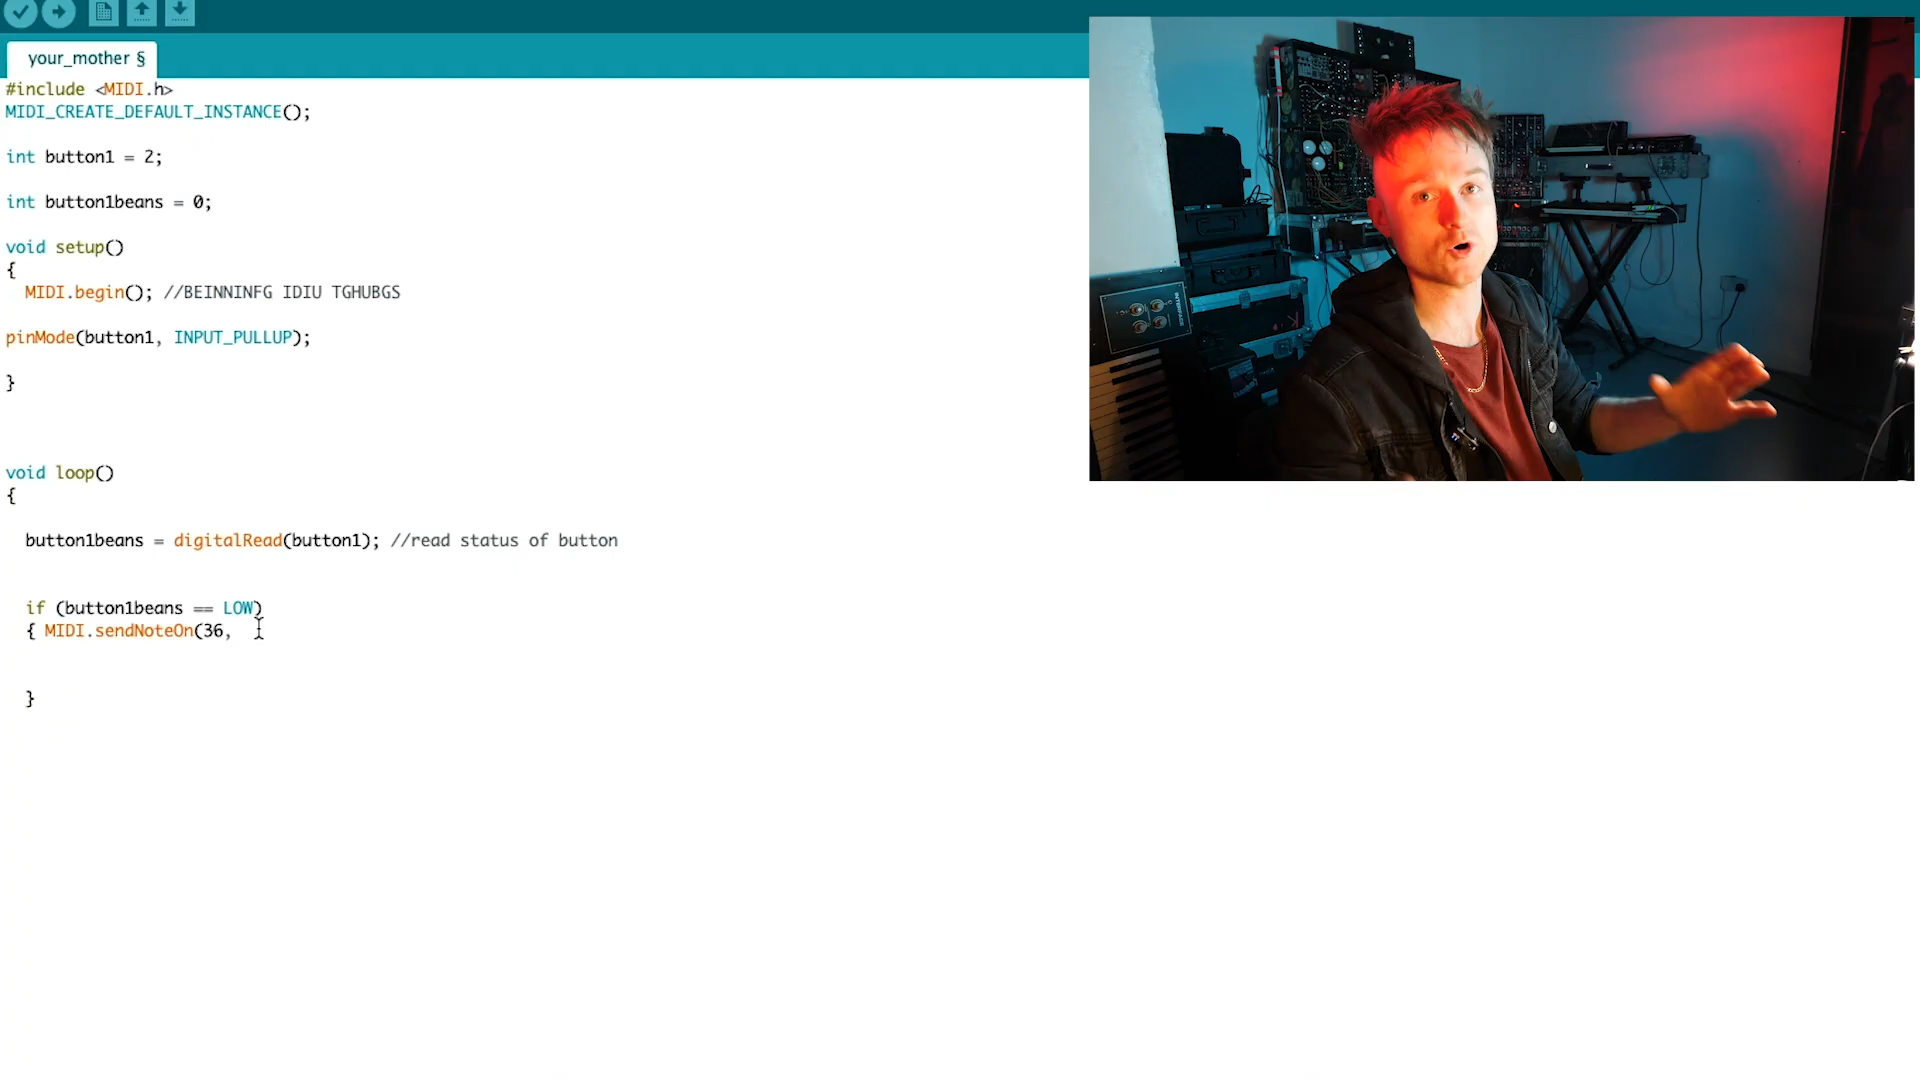 your_mother §
#include <MIDI.h>
MIDI_CREATE_DEFAULT_INSTANCE();
int button1 = 2;
int button1beans = 0;
void setup()
{
MIDI.begin(); //BEINNINFG IDIU TGHUBGS
pinMode(button1, INPUT_PULLUP);
}
void loop()
{
button1beans = digitalRead(button1); //read status of button
if (button1beans == LOW)
{ MIDI.sendNoteOn(36,
}
INTERFACE